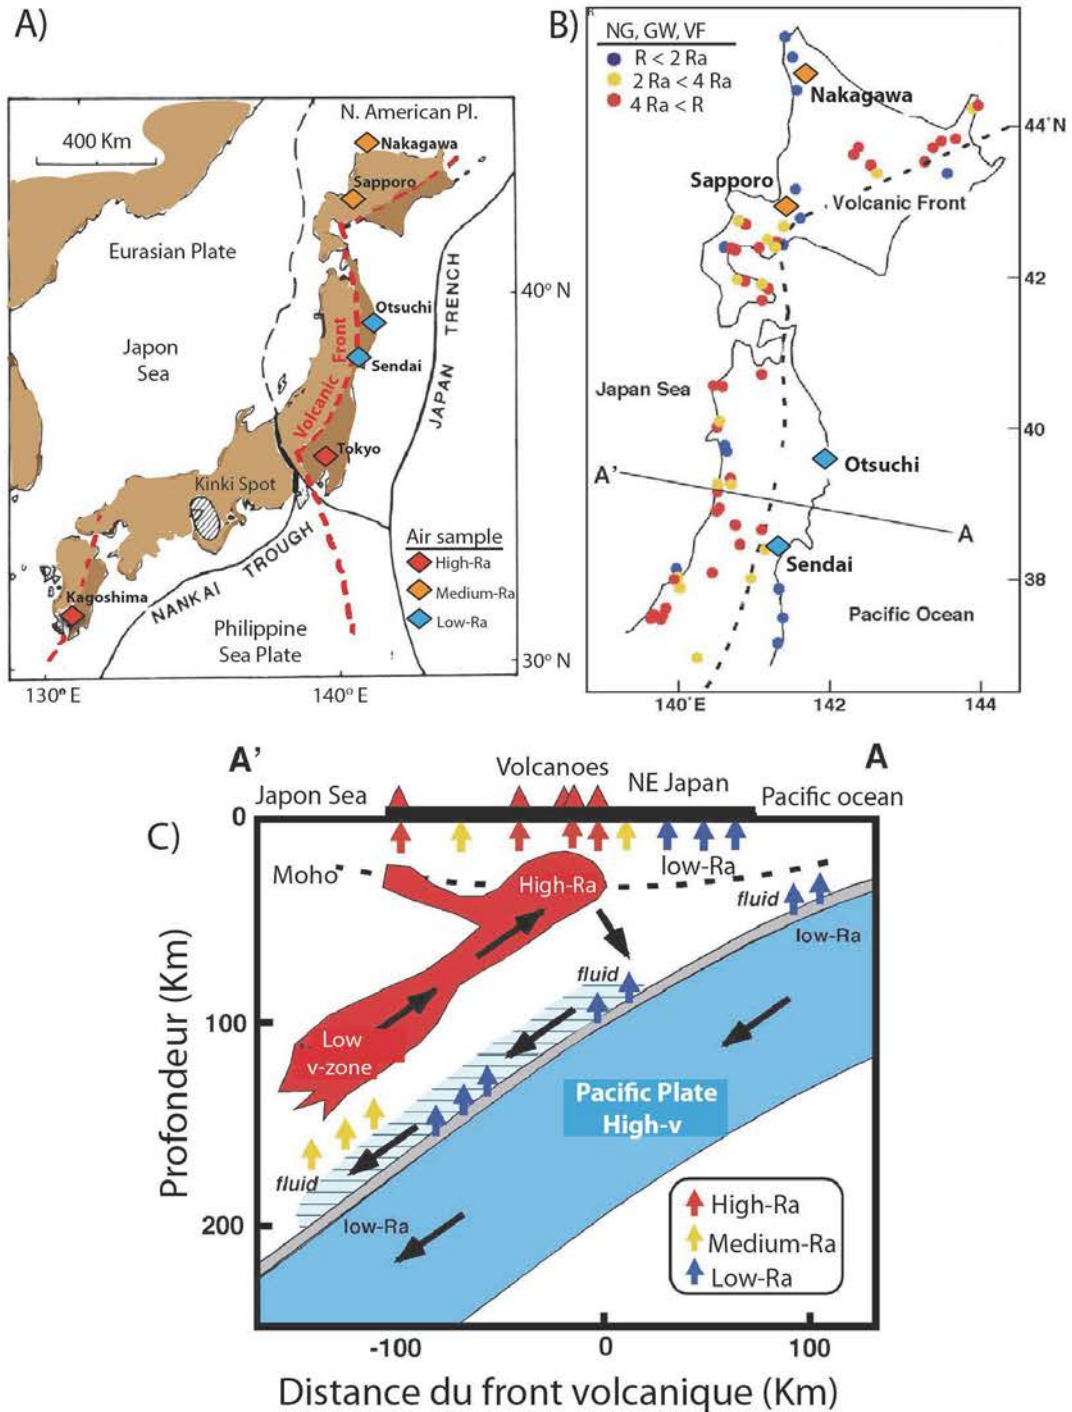 A)
N. American Pl.
400 Km
Nakagawa
Sapporo
Eurasian Plate
40° N
Otsuchi
JAPAN TRENCH
Japon
Sea
Volcanic Front
Sendai
Tokyo
Kinki Spot
Air sample
High-Ra
Medium-Ra
Low-Ra
Kagoshima
NANKAI TROUGH
Philippine
Sea Plate
30° N
130° E
140° E
B)
R
NG, GW, VF
R < 2 Ra
2 Ra < 4 Ra
4 Ra < R
Nakagawa
44°N
Sapporo
Volcanic Front
42
Japan Sea
40
Otsuchi
A'
A
Sendai
38
Pacific Ocean
140°E
142
144
A'
A
Volcanoes
Japon Sea
NE Japan
Pacific ocean
0
C)
low-Ra
Moho
High-Ra
fluid
low-Ra
fluid
100
Low
v-zone
Pacific Plate
High-v
fluid
200
low-Ra
High-Ra
Medium-Ra
Low-Ra
Profondeur (Km)
-100
0
100
Distance du front volcanique (Km)